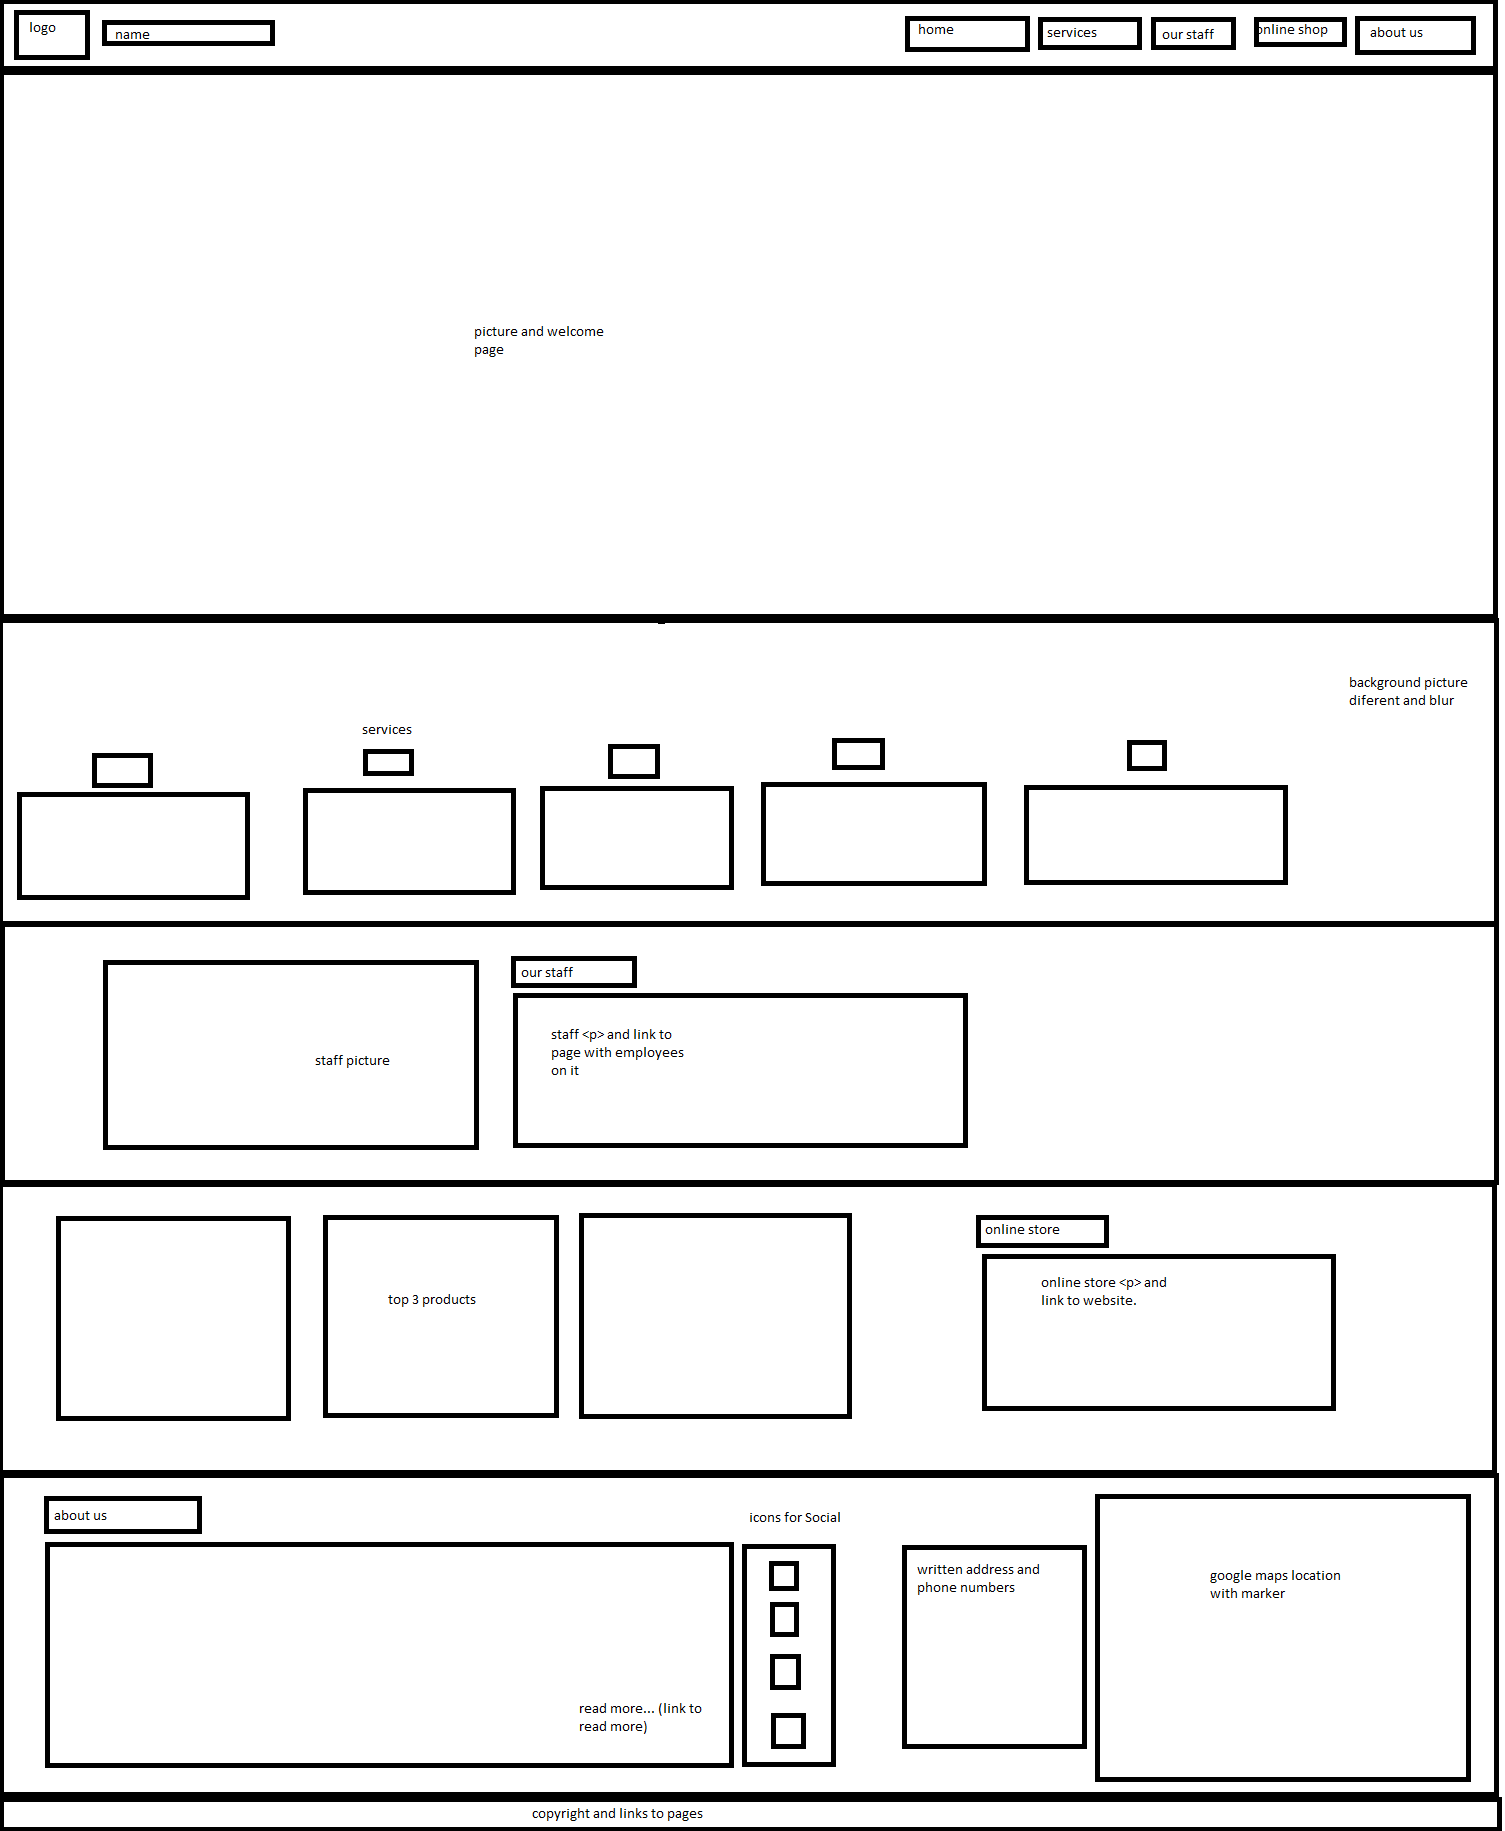 logo
name
home
services
our staff
online shop
about us
picture and welcome
page
background picture
diferent and blur
services
our staff
staff <p> and link to
page with employees
on it
staff picture
top 3 products
online store
online store <p> and
link to website.
about us
read more... (link to
read more)
icons for Social
written address and
phone numbers
google maps location
with marker
copyright and links to pages